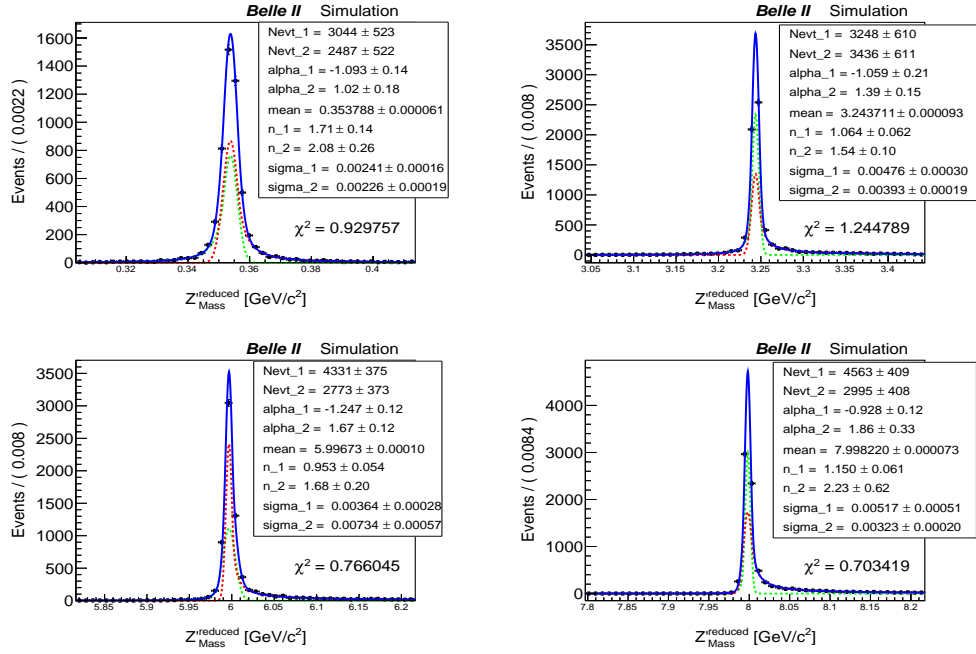 Belle II Simulation
Nevt_1 = 3044 ± 523
Nevt_2 = 2487 ± 522
alpha_1 = -1.093 ± 0.14
alpha_2 = 1.02 ± 0.18
mean = 0.353788 ± 0.000061
n_1 = 1.71 ± 0.14
n_2 = 2.08 ± 0.26
sigma_1 = 0.00241 ± 0.00016
sigma_2 = 0.00226 ± 0.00019
χ² = 0.929757
Events / ( 0.0022 )
1600
1400
1200
1000
800
600
400
200
0
0.32 0.34 0.36 0.38 0.4
Z'reduced Mass [GeV/c²]
Belle II Simulation
Nevt_1 = 3248 ± 610
Nevt_2 = 3436 ± 611
alpha_1 = -1.059 ± 0.21
alpha_2 = 1.39 ± 0.15
mean = 3.243711 ± 0.000093
n_1 = 1.064 ± 0.062
n_2 = 1.54 ± 0.10
sigma_1 = 0.00476 ± 0.00030
sigma_2 = 0.00393 ± 0.00019
χ² = 1.244789
Events / ( 0.008 )
3500
3000
2500
2000
1500
1000
500
0
3.05 3.1 3.15 3.2 3.25 3.3 3.35 3.4
Z'reduced Mass [GeV/c²]
Belle II Simulation
Nevt_1 = 4331 ± 375
Nevt_2 = 2773 ± 373
alpha_1 = -1.247 ± 0.12
alpha_2 = 1.67 ± 0.12
mean = 5.99673 ± 0.00010
n_1 = 0.953 ± 0.054
n_2 = 1.68 ± 0.20
sigma_1 = 0.00364 ± 0.00028
sigma_2 = 0.00734 ± 0.00057
χ² = 0.766045
Events / ( 0.008 )
3500
3000
2500
2000
1500
1000
500
0
5.85 5.9 5.95 6 6.05 6.1 6.15 6.2
Z'reduced Mass [GeV/c²]
Belle II Simulation
Nevt_1 = 4563 ± 409
Nevt_2 = 2995 ± 408
alpha_1 = -0.928 ± 0.12
alpha_2 = 1.86 ± 0.33
mean = 7.998220 ± 0.000073
n_1 = 1.150 ± 0.061
n_2 = 2.23 ± 0.62
sigma_1 = 0.00517 ± 0.00051
sigma_2 = 0.00323 ± 0.00020
χ² = 0.703419
Events / ( 0.0084 )
4000
3000
2000
1000
0
7.8 7.85 7.9 7.95 8 8.05 8.1 8.15 8.2
Z'reduced Mass [GeV/c²]